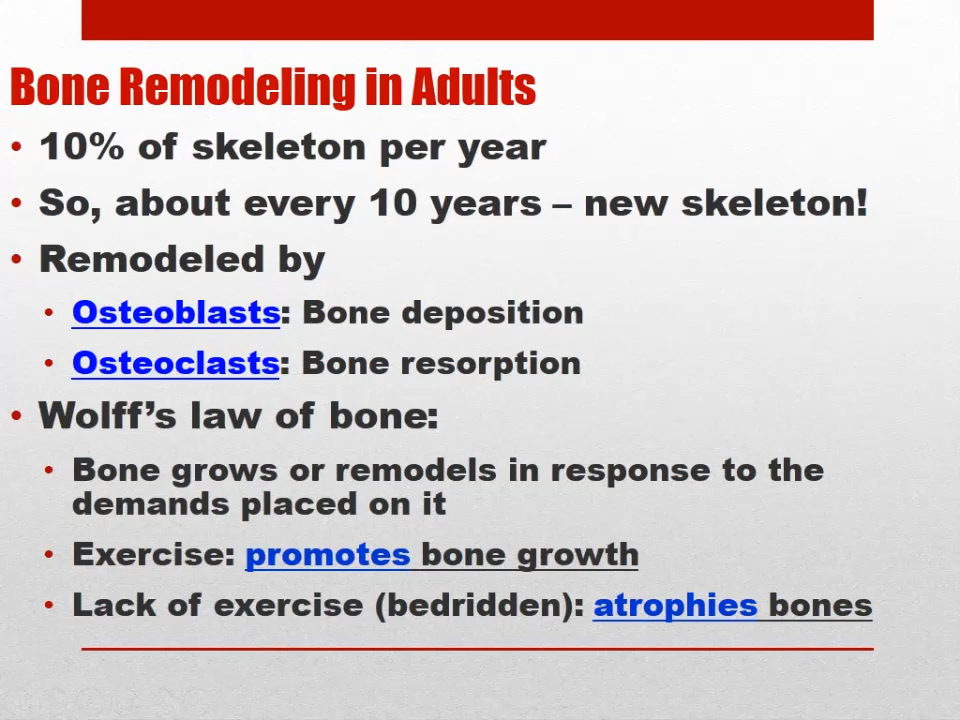 Bone Remodeling in Adults
• 10% of skeleton per year
• So, about every 10 years – new skeleton!
• Remodeled by
• Osteoblasts: Bone deposition
• Osteoclasts: Bone resorption
• Wolff’s law of bone:
• Bone grows or remodels in response to the
demands placed on it
• Exercise: promotes bone growth
• Lack of exercise (bedridden): atrophies bones